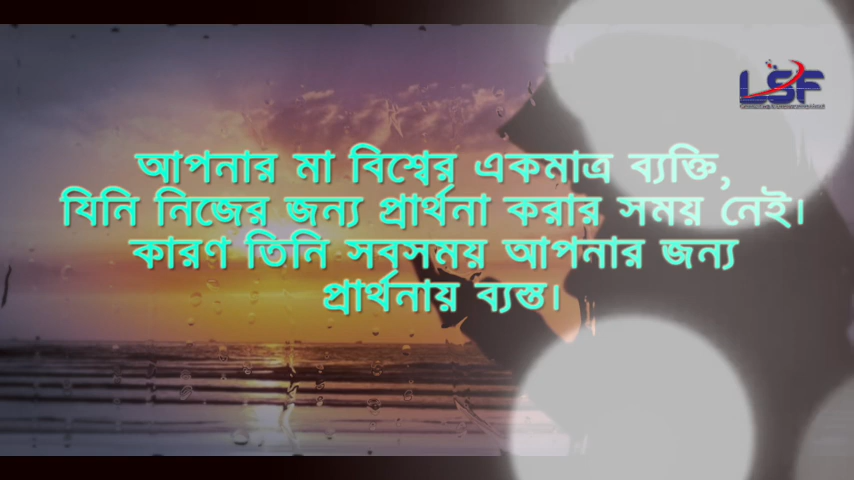 LSF
আপনার মা বিশ্বের একমাত্র ব্যক্তি,
যিনি নিজের জন্য প্রার্থনা করার সময় নেই।
কারণ তিনি সবসময় আপনার জন্য
প্রার্থনায় ব্যস্ত।